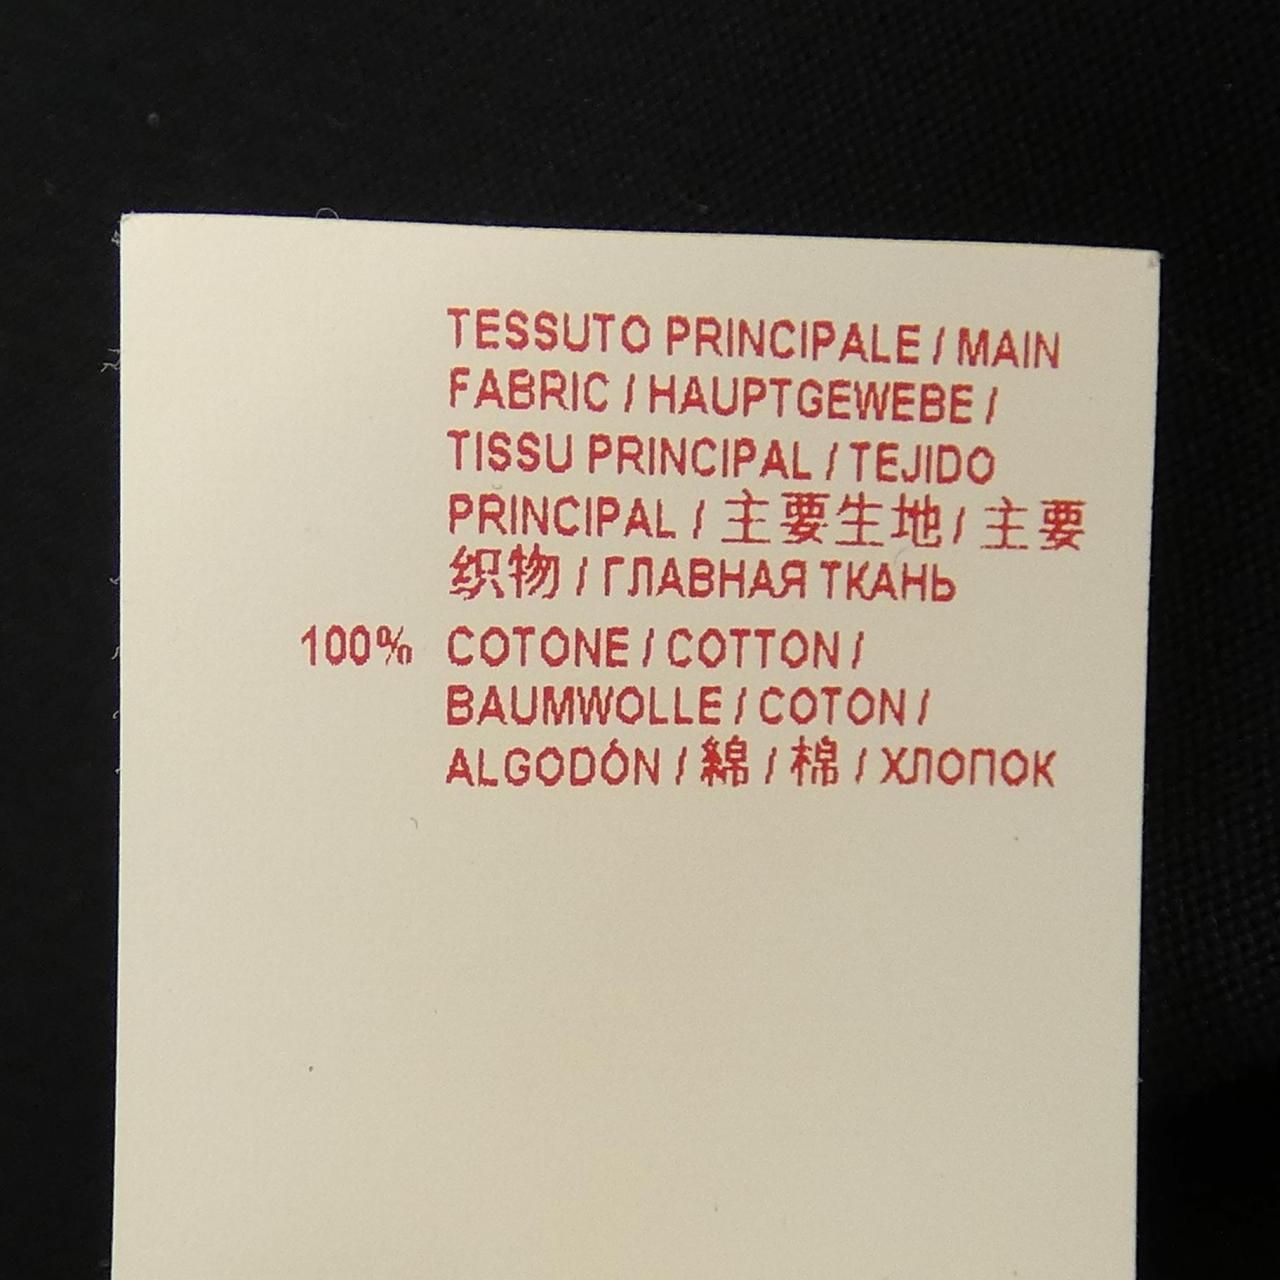 TESSUTO PRINCIPALE / MAIN
FABRIC / HAUPTGEWEBE /
TISSU PRINCIPAL / TEJIDO
PRINCIPAL / 主要生地 / 主要
织物 / ГЛАВНАЯ ТКАНЬ
100% COTONE / COTTON /
BAUMWOLLE / COTON /
ALGODÓN / 綿 / 棉 / ХЛОПОК